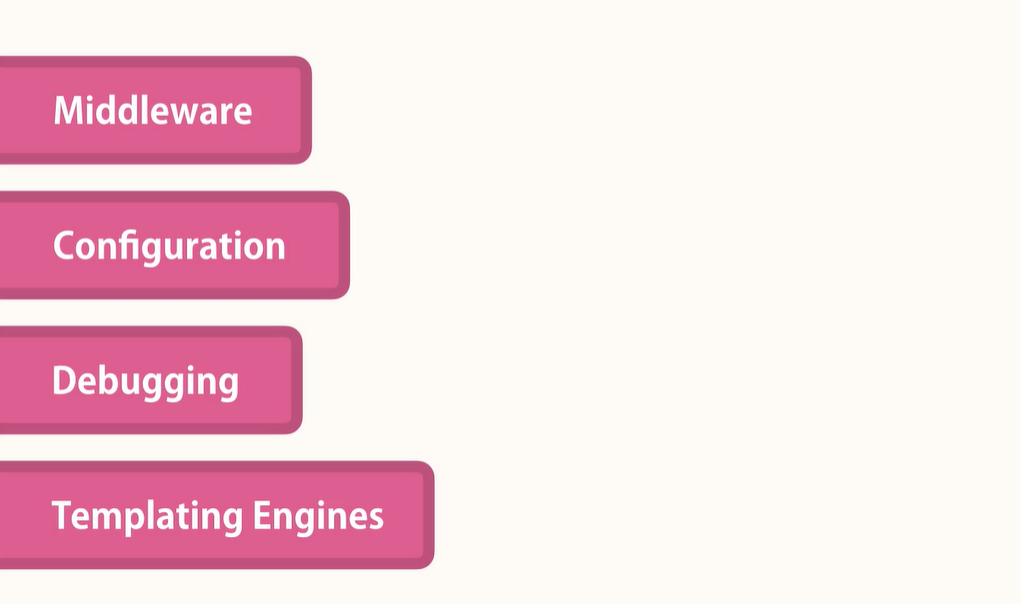 Middleware
Configuration
Debugging
Templating Engines